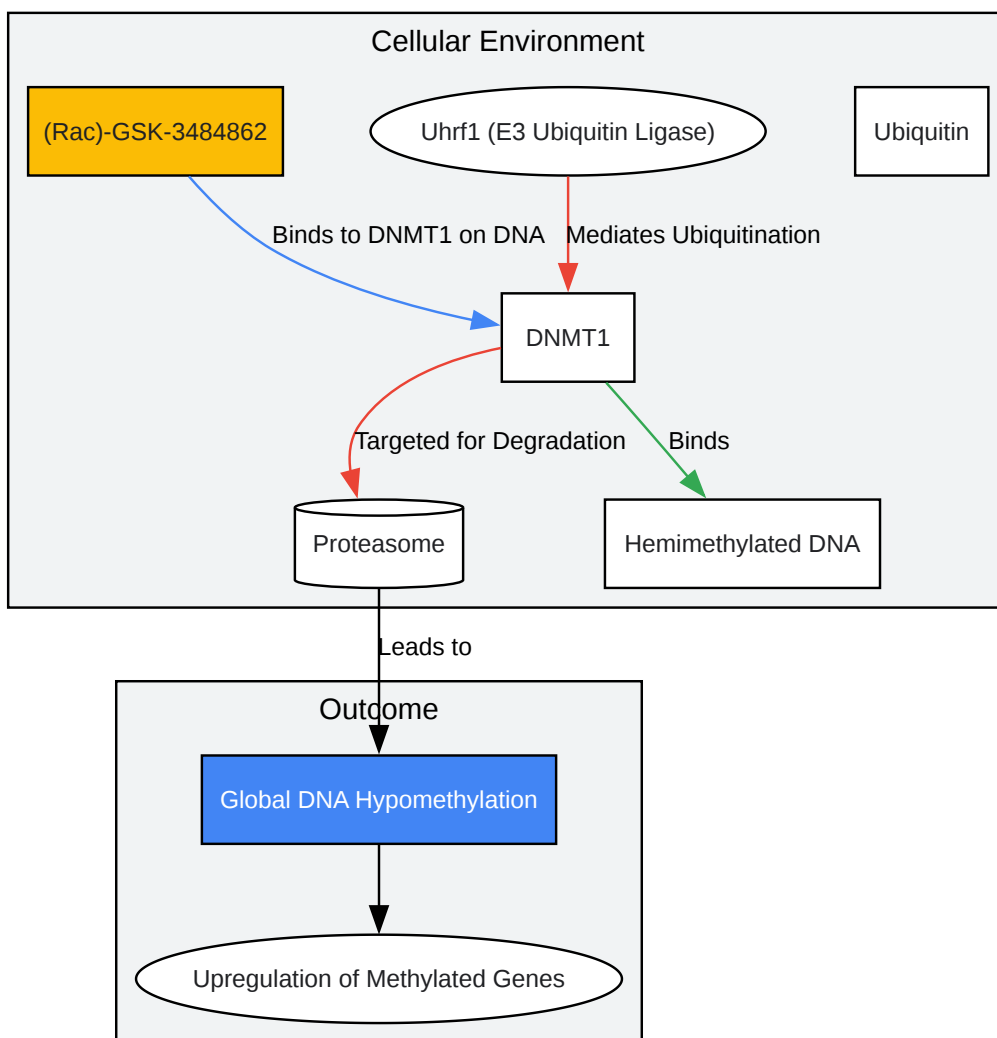 Cellular Environment
(Rac)-GSK-3484862
Uhrf1 (E3 Ubiquitin Ligase)
Ubiquitin
Binds to DNMT1 on DNA
Mediates Ubiquitination
DNMT1
Targeted for Degradation
Binds
Proteasome
Hemimethylated DNA
Leads to
Outcome
Global DNA Hypomethylation
Upregulation of Methylated Genes